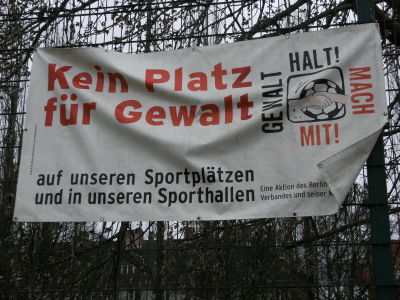 Kein Platz
für Gewalt
auf unseren Sportplätzen
und in unseren Sporthallen
GEWALT
HALT!
MACH
MIT!
Eine Aktion des Berlin
Verbandes und seiner